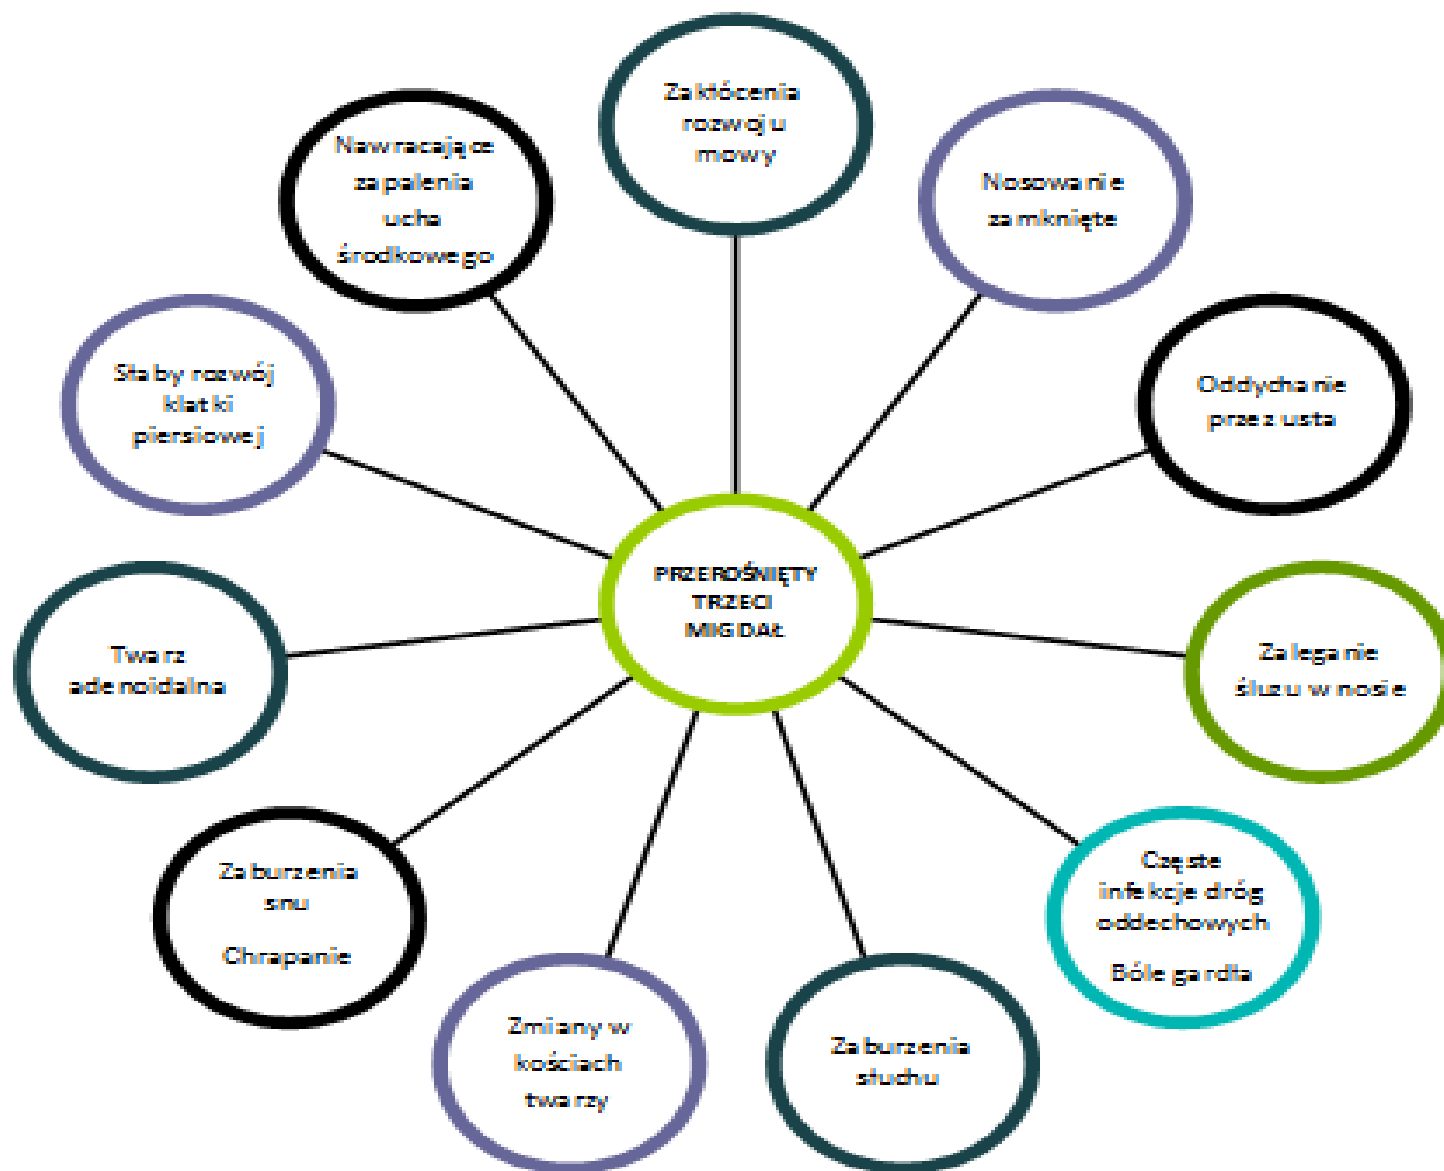 Zakłócenia
rozwoju
mowy
Nosowanie
zamknięte
Oddychanie
przez usta
Zaleganie
śluzu w nosie
Częste
infekcje dróg
oddechowych
Bóle gardła
Zaburzenia
słuchu
Zmiany w
kościach
twarzy
Zaburzenia
snu
Chrapanie
Twarz
adenoidalna
Słaby rozwój
klatki
piersiowej
Nawracające
zapalenia
ucha
środkowego
PRZEROŚNIĘTY
TRZECI
MIGDAŁ